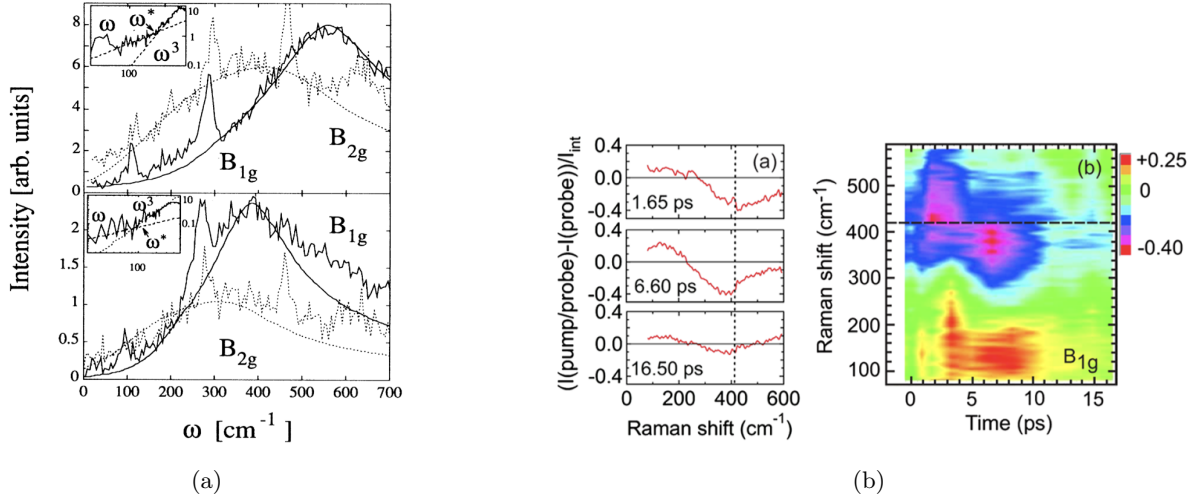 Intensity [arb. units]
8
6
4
2
0
ω
ω*
ω³
100
10
1
0.1
B1g
B2g
2
1.5
1
0.5
0
ω
ω³
ω*
100
10
1
0.1
B1g
B2g
0 100 200 300 400 500 600 700
ω [cm⁻¹ ]
(a)
(I(pump/probe)-I(probe))/Iint
0.4
0.0
-0.4
(a)
1.65 ps
0.4
0.0
-0.4
6.60 ps
0.4
0.0
-0.4
16.50 ps
0 200 400 600
Raman shift (cm⁻¹)
Raman shift (cm⁻¹)
500
400
300
200
100
(b)
B1g
0 5 10 15
Time (ps)
+0.25
0
-0.40
(b)